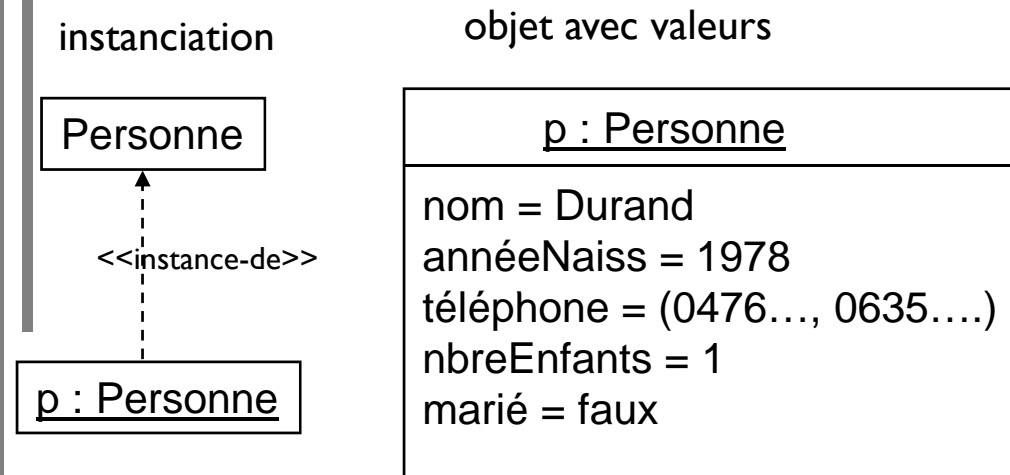 instanciation
Personne
<<instance-de>>
p : Personne
objet avec valeurs
p : Personne
nom = Durand
annéeNaiss = 1978
téléphone = (0476…, 0635….)
nbreEnfants = 1
marié = faux